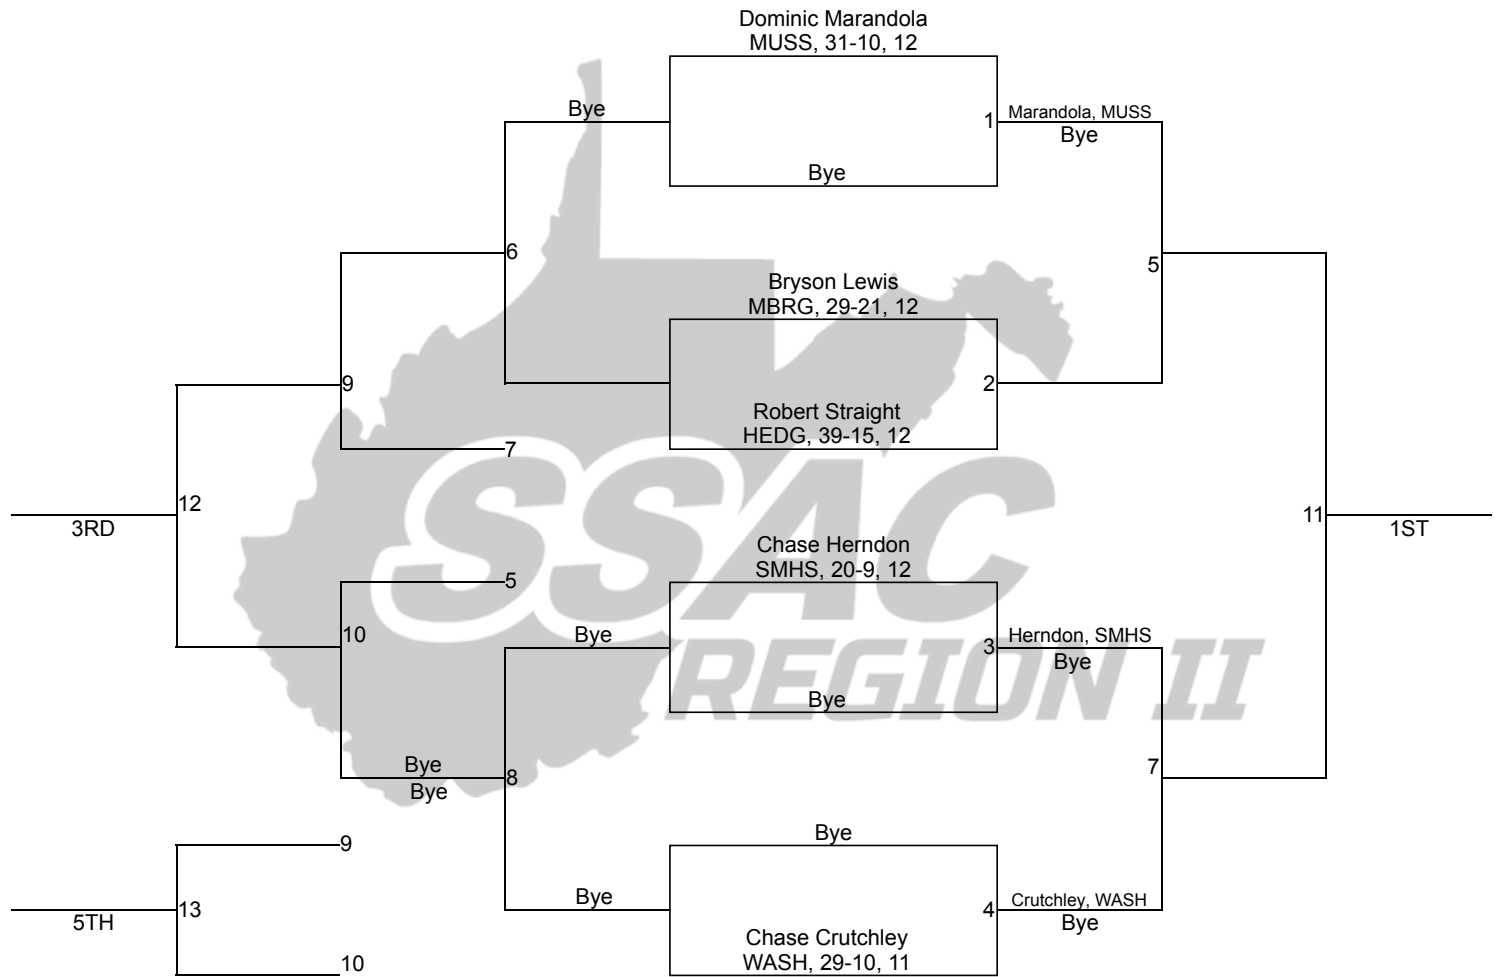 Dominic Marandola
MUSS, 31-10, 12
Bye
1
Marandola, MUSS
Bye
Bye
6
5
Bryson Lewis
MBRG, 29-21, 12
9
2
Robert Straight
HEDG, 39-15, 12
7
12
3RD
11
1ST
SSAC
REGION II
Chase Herndon
SMHS, 20-9, 12
5
10
Bye
3
Herndon, SMHS
Bye
Bye
Bye
8
Bye
7
Bye
9
Bye
5TH
13
4
Crutchley, WASH
Bye
Chase Crutchley
WASH, 29-10, 11
10